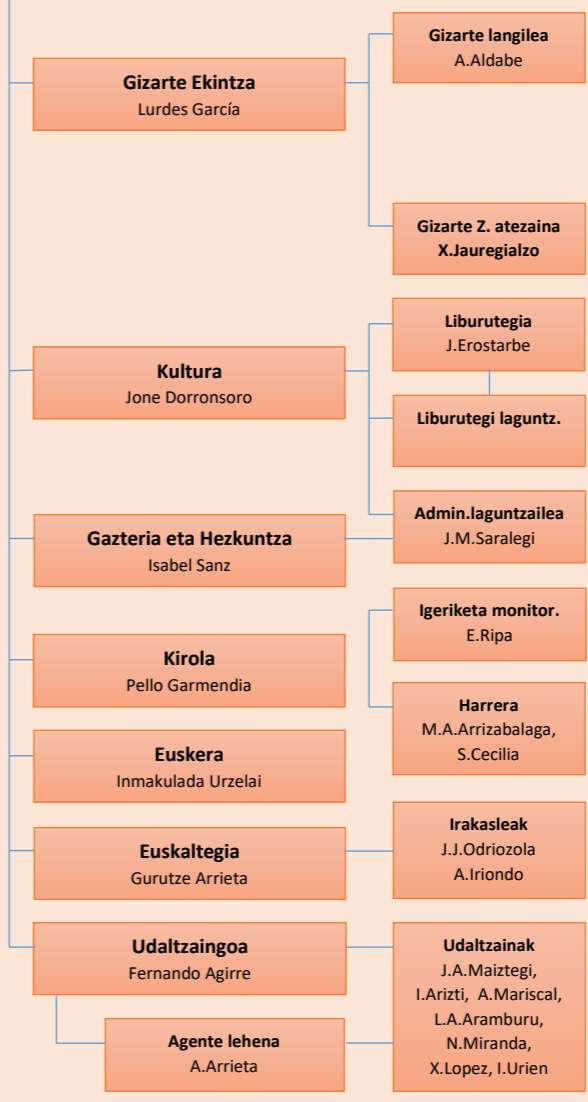 Gizarte langilea
A.Aldabe
Gizarte Ekintza
Lurdes García
Gizarte Z. atezaina
X.Jauregialzo
Liburutegia
J.Erostarbe
Kultura
Jone Dorronsoro
Liburutegi laguntz.
Admin.laguntzailea
J.M.Saralegi
Gazteria eta Hezkuntza
Isabel Sanz
Igeriketa monitor.
E.Ripa
Kirola
Pello Garmendia
Harrera
M.A.Arrizabalaga,
S.Cecilia
Euskera
Inmakulada Urzelai
Irakasleak
J.J.Odriozola
A.Iriondo
Euskaltegia
Gurutze Arrieta
Udaltzaingoa
Fernando Agirre
Udaltzainak
J.A.Maiztegi,
I.Arizti, A.Mariscal,
L.A.Aramburu,
N.Miranda,
X.Lopez, I.Urien
Agente lehena
A.Arrieta